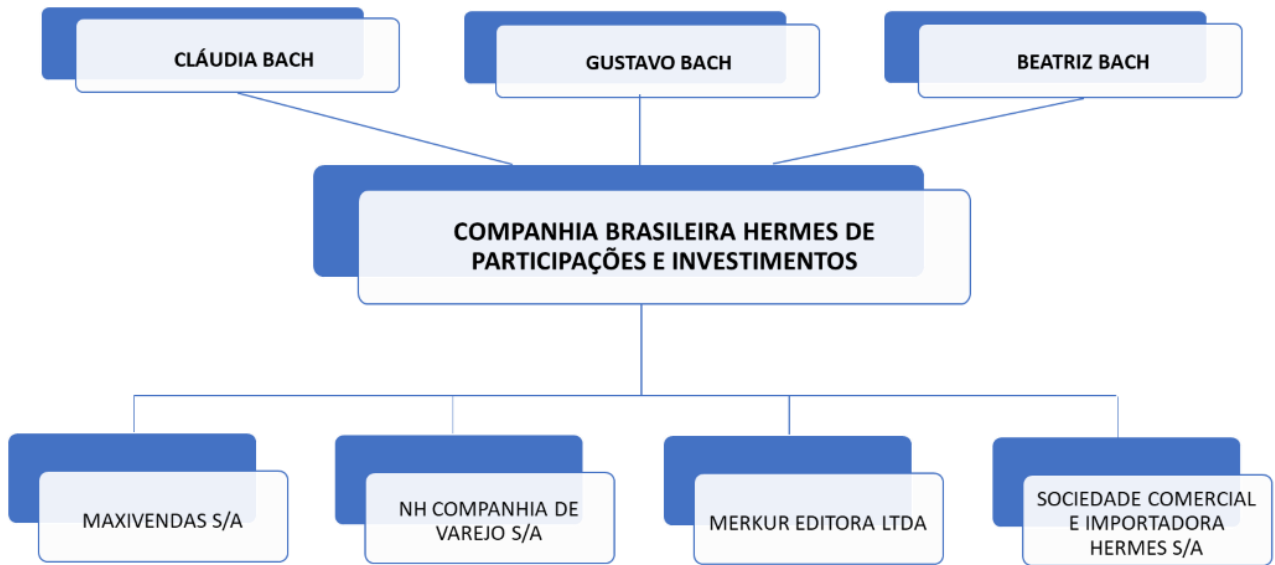 CLÁUDIA BACH
GUSTAVO BACH
BEATRIZ BACH
COMPANHIA BRASILEIRA HERMES DE
PARTICIPAÇÕES E INVESTIMENTOS
MAXIVENDAS S/A
NH COMPANHIA DE
VAREJO S/A
MERKUR EDITORA LTDA
SOCIEDADE COMERCIAL
E IMPORTADORA
HERMES S/A